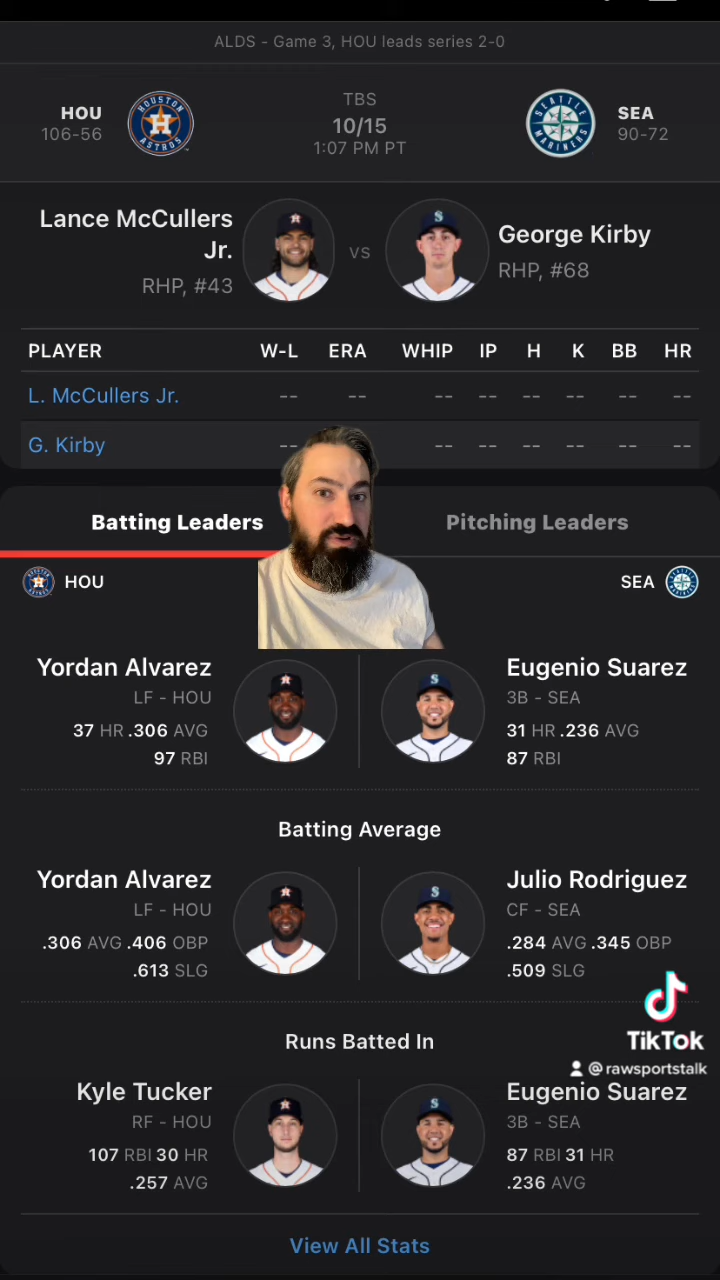 ALDS - Game 3, HOU leads series 2-0
HOU
106-56
TBS
10/15
1:07 PM PT
SEA
90-72
Lance McCullers
Jr.
RHP, #43
VS
George Kirby
RHP, #68
PLAYER W-L ERA WHIP IP H K BB HR
L. McCullers Jr. -- -- -- -- -- -- -- --
G. Kirby -- -- -- -- -- -- --
Batting Leaders
Pitching Leaders
HOU
SEA
Yordan Alvarez
LF - HOU
37 HR .306 AVG
97 RBI
Eugenio Suarez
3B - SEA
31 HR .236 AVG
87 RBI
Batting Average
Yordan Alvarez
LF - HOU
.306 AVG .406 OBP
.613 SLG
Julio Rodriguez
CF - SEA
.284 AVG .345 OBP
.509 SLG
TikTok
@rawsportstalk
Runs Batted In
Kyle Tucker
RF - HOU
107 RBI 30 HR
.257 AVG
Eugenio Suarez
3B - SEA
87 RBI 31 HR
.236 AVG
View All Stats